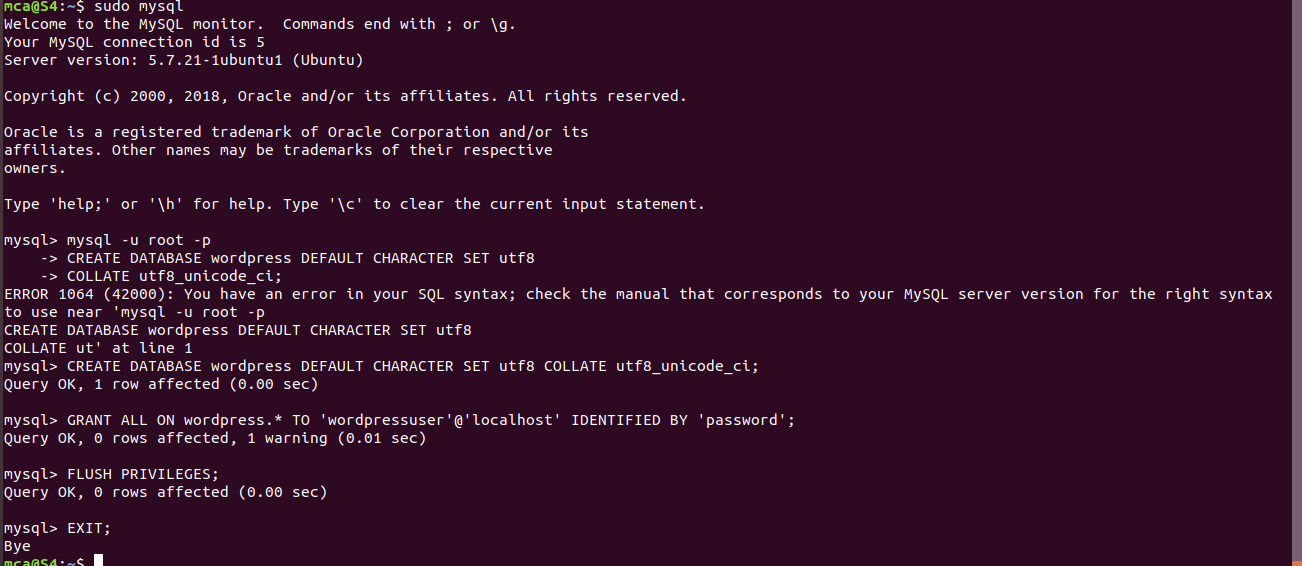 mca@S4:~$ sudo mysql
Welcome to the MySQL monitor.  Commands end with ; or \g.
Your MySQL connection id is 5
Server version: 5.7.21-1ubuntu1 (Ubuntu)

Copyright (c) 2000, 2018, Oracle and/or its affiliates. All rights reserved.

Oracle is a registered trademark of Oracle Corporation and/or its
affiliates. Other names may be trademarks of their respective
owners.

Type 'help;' or '\h' for help. Type '\c' to clear the current input statement.

mysql> mysql -u root -p
    -> CREATE DATABASE wordpress DEFAULT CHARACTER SET utf8
    -> COLLATE utf8_unicode_ci;
ERROR 1064 (42000): You have an error in your SQL syntax; check the manual that corresponds to your MySQL server version for the right syntax
to use near 'mysql -u root -p
CREATE DATABASE wordpress DEFAULT CHARACTER SET utf8
COLLATE ut' at line 1
mysql> CREATE DATABASE wordpress DEFAULT CHARACTER SET utf8 COLLATE utf8_unicode_ci;
Query OK, 1 row affected (0.00 sec)

mysql> GRANT ALL ON wordpress.* TO 'wordpressuser'@'localhost' IDENTIFIED BY 'password';
Query OK, 0 rows affected, 1 warning (0.01 sec)

mysql> FLUSH PRIVILEGES;
Query OK, 0 rows affected (0.00 sec)

mysql> EXIT;
Bye
mca@S4:~$